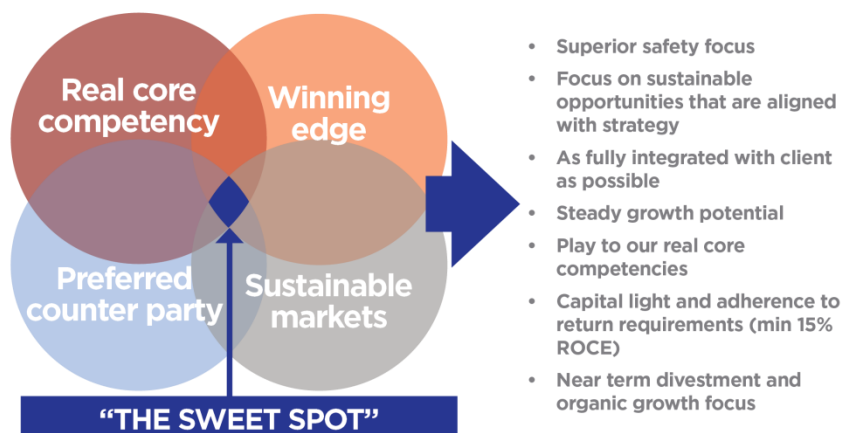 Real core
competency
Winning
edge
Preferred
counter party
Sustainable
markets
“THE SWEET SPOT”
• Superior safety focus
• Focus on sustainable
opportunities that are aligned
with strategy
• As fully integrated with client
as possible
• Steady growth potential
• Play to our real core
competencies
• Capital light and adherence to
return requirements (min 15%
ROCE)
• Near term divestment and
organic growth focus